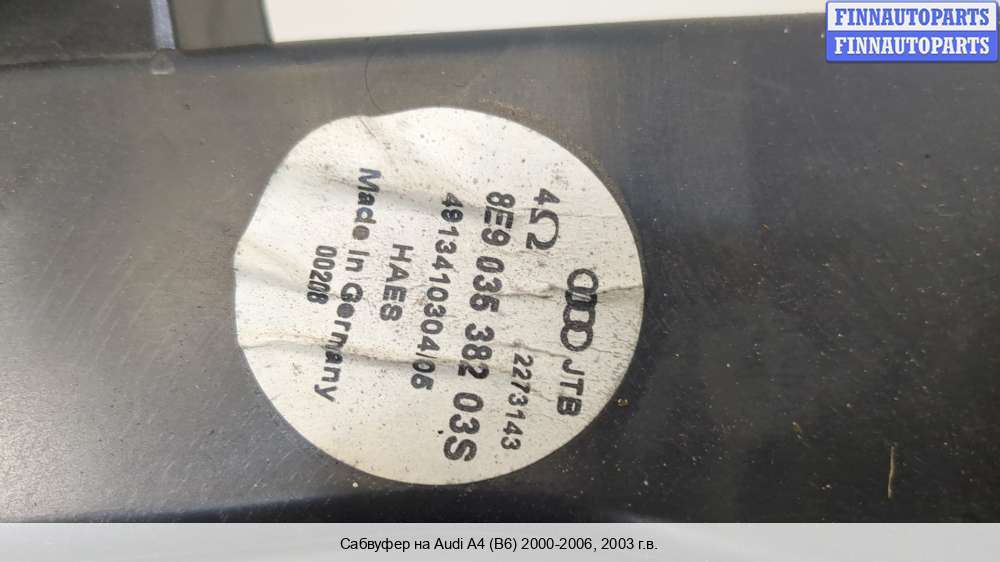 FINNAUTOPARTS
FINNAUTOPARTS
JTB
4Ω 2273143
8E9 035 382 03S
4913410304/06
HAES
Made in Germany
00208
Сабвуфер на Audi A4 (B6) 2000-2006, 2003 г.в.